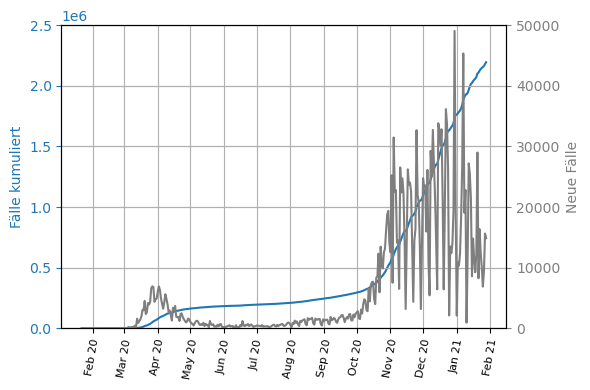 1e6
2.5
2.0
1.5
1.0
0.5
0.0
Fälle kumuliert
50000
40000
30000
20000
10000
0
Neue Fälle
Feb 20
Mar 20
Apr 20
May 20
Jun 20
Jul 20
Aug 20
Sep 20
Oct 20
Nov 20
Dec 20
Jan 21
Feb 21